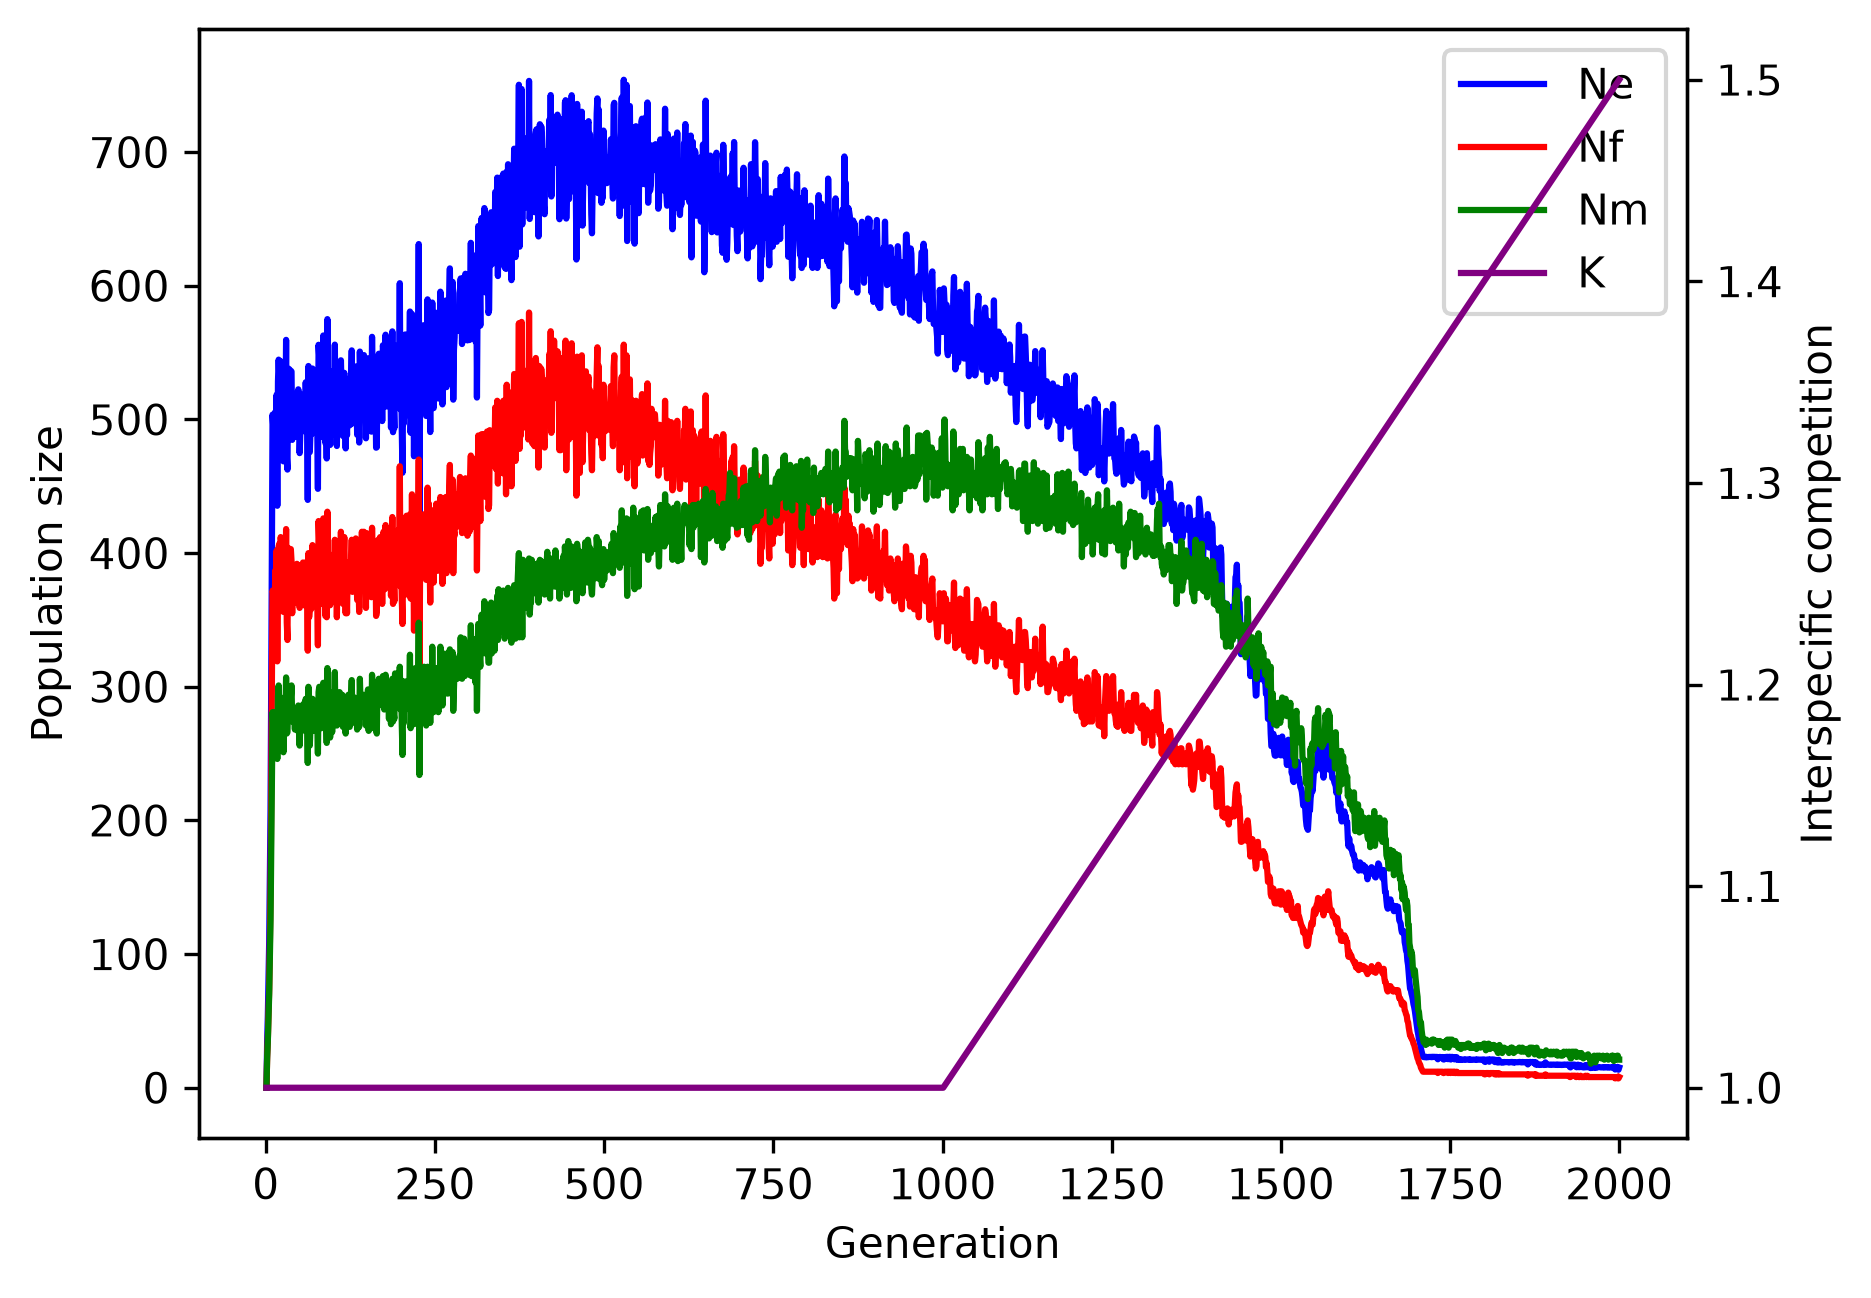 Ne
Nf
Nm
K
Population size
700
600
500
400
300
200
100
0
1.5
1.4
1.3
1.2
1.1
1.0
Interspecific competition
0 250 500 750 1000 1250 1500 1750 2000
Generation